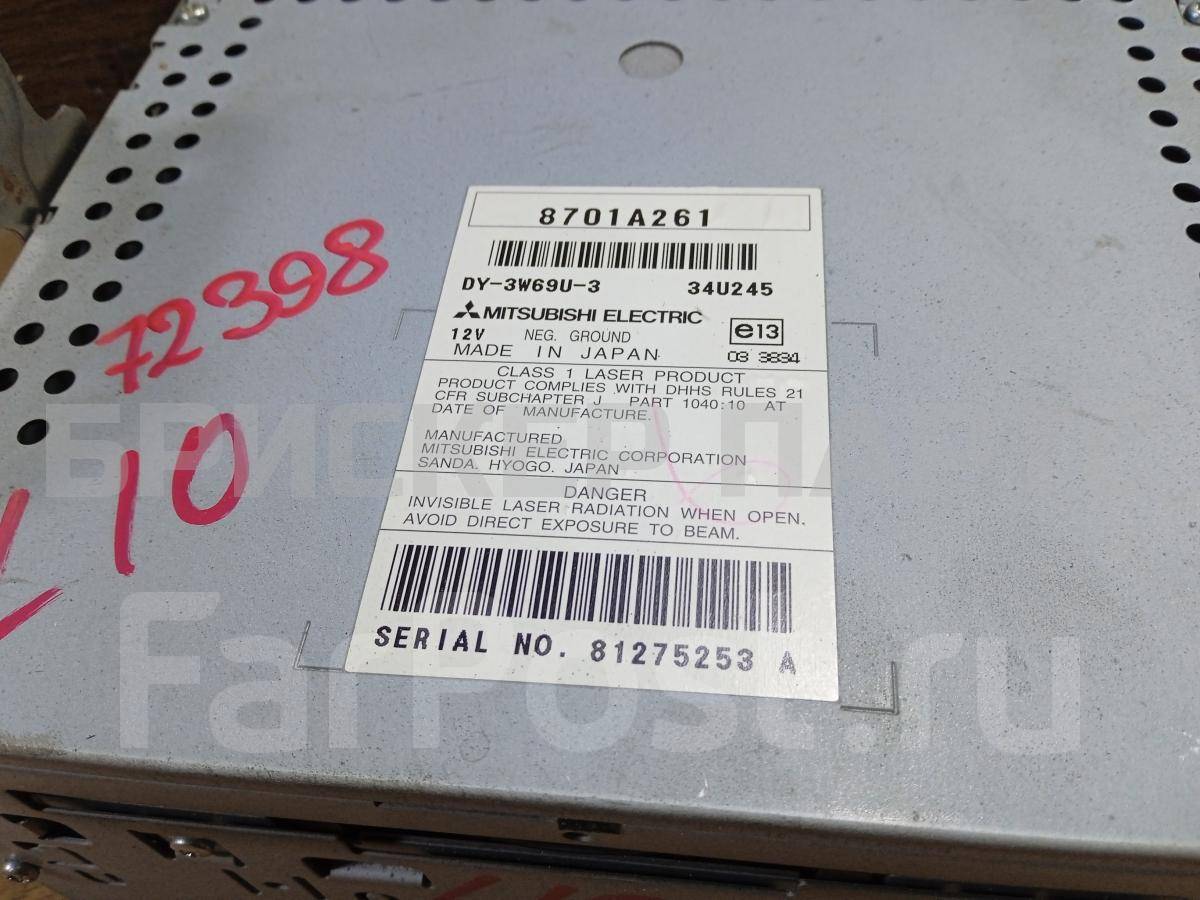 8701A261
DY-3W69U-3 34U245
MITSUBISHI ELECTRIC
12V NEG. GROUND e13
MADE IN JAPAN 03 3834
CLASS 1 LASER PRODUCT
PRODUCT COMPLIES WITH DHHS RULES 21
CFR SUBCHAPTER J PART 1040:10 AT
DATE OF MANUFACTURE.
MANUFACTURED
MITSUBISHI ELECTRIC CORPORATION
SANDA. HYOGO. JAPAN
DANGER
INVISIBLE LASER RADIATION WHEN OPEN.
AVOID DIRECT EXPOSURE TO BEAM.
SERIAL NO. 81275253 A
72398
110
БРИСКЕР
FarPost.ru